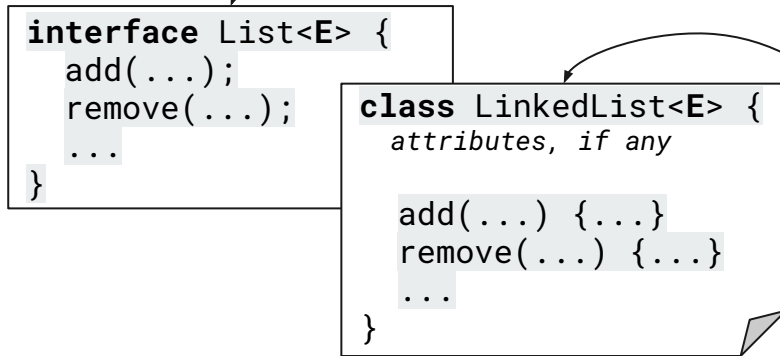 interface List<E> {
add(...);
remove(...);
...
}
class LinkedList<E> {
attributes, if any
add(...) {...}
remove(...) {...}
...
}